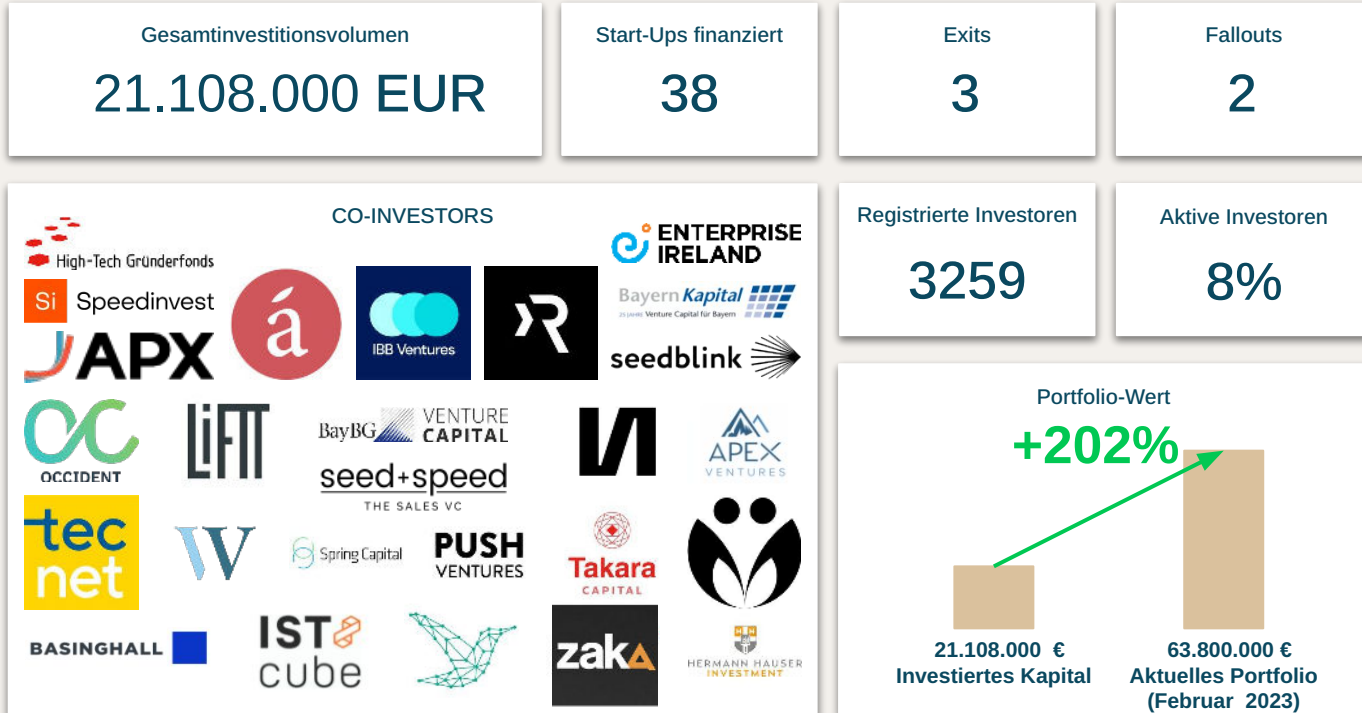 Gesamtinvestitionsvolumen
21.108.000 EUR
Start-Ups finanziert
38
Exits
3
Fallouts
2
CO-INVESTORS
High-Tech Gründerfonds
Si Speedinvest
APX
á
IBB Ventures
R
ENTERPRISE
IRELAND
Bayern Kapital
25 JAHRE Venture Capital für Bayern
seedblink
OCCIDENT
LiFTT
BayBG VENTURE
CAPITAL
seed+speed
THE SALES VC
APEX
VENTURES
tec
net
W
Spring Capital
PUSH
VENTURES
Takara
CAPITAL
BASINGHALL
IST
cube
zaka
HERMANN HAUSER
INVESTMENT
Registrierte Investoren
3259
Aktive Investoren
8%
Portfolio-Wert
+202%
21.108.000 €
Investiertes Kapital
63.800.000 €
Aktuelles Portfolio
(Februar 2023)